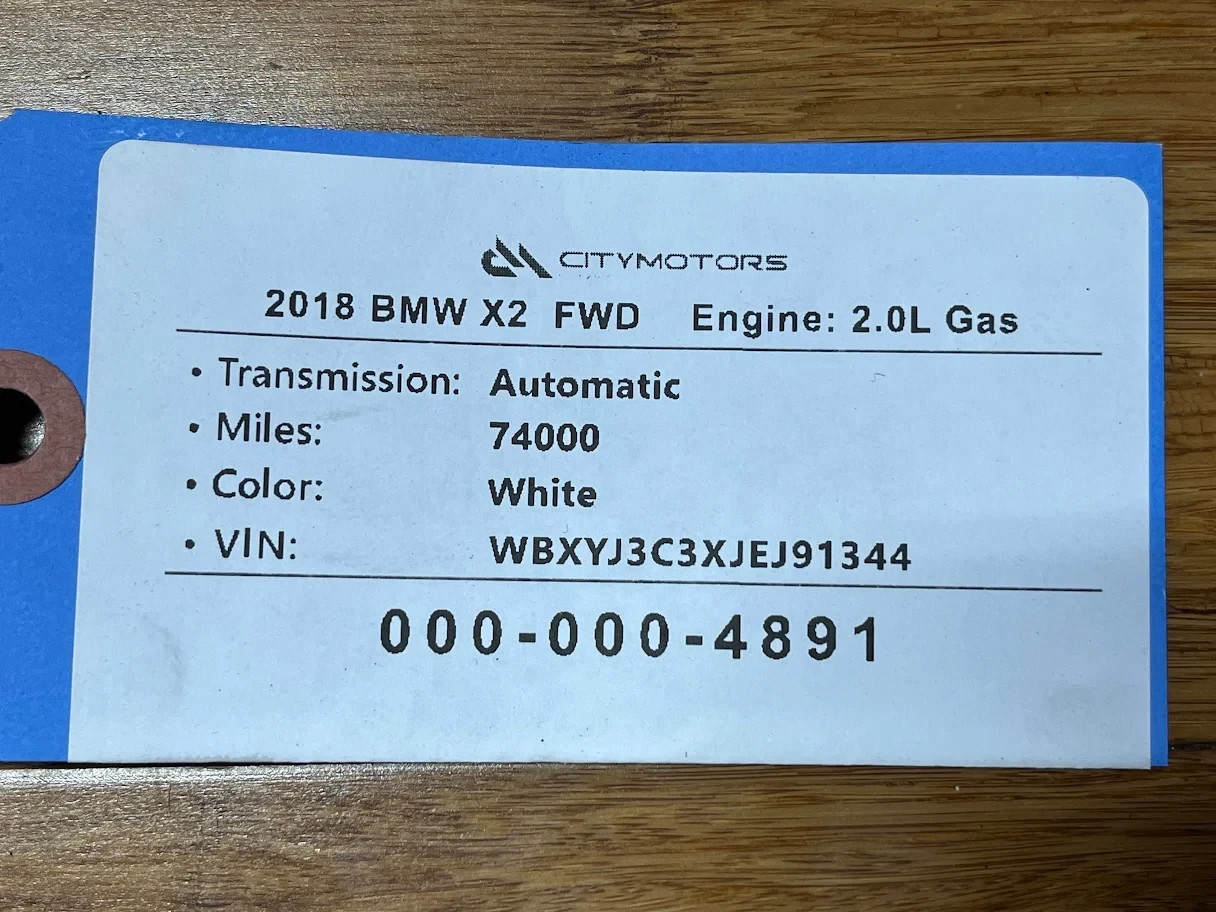 CITYMOTORS
2018 BMW X2 FWD Engine: 2.0L Gas
• Transmission: Automatic
• Miles: 74000
• Color: White
• VIN: WBXYJ3C3XJEJ91344
000-000-4891